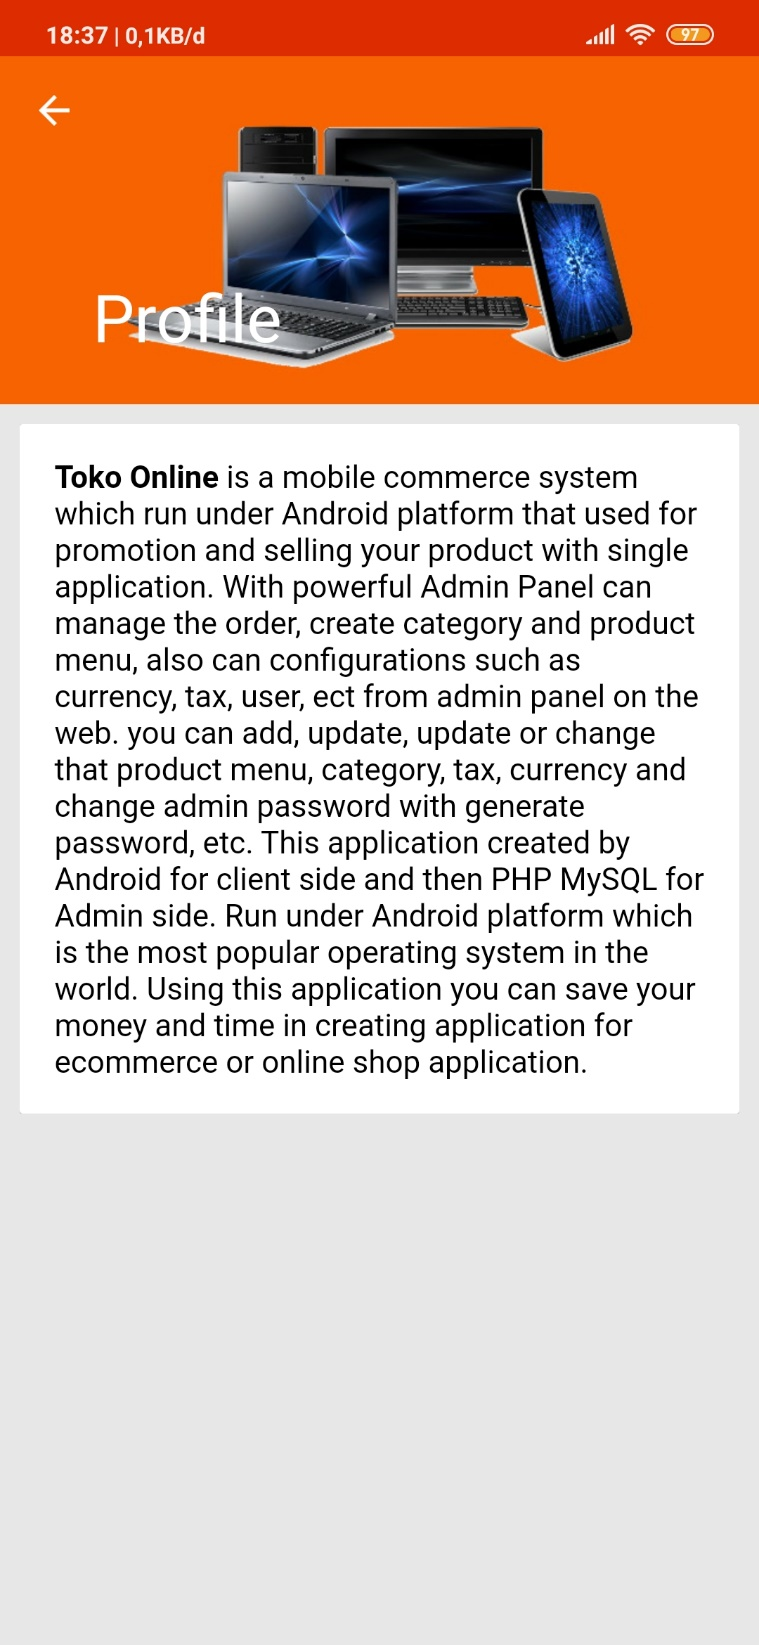 18:37 | 0,1KB/d
97
Profile
Toko Online is a mobile commerce system
which run under Android platform that used for
promotion and selling your product with single
application. With powerful Admin Panel can
manage the order, create category and product
menu, also can configurations such as
currency, tax, user, ect from admin panel on the
web. you can add, update, update or change
that product menu, category, tax, currency and
change admin password with generate
password, etc. This application created by
Android for client side and then PHP MySQL for
Admin side. Run under Android platform which
is the most popular operating system in the
world. Using this application you can save your
money and time in creating application for
ecommerce or online shop application.